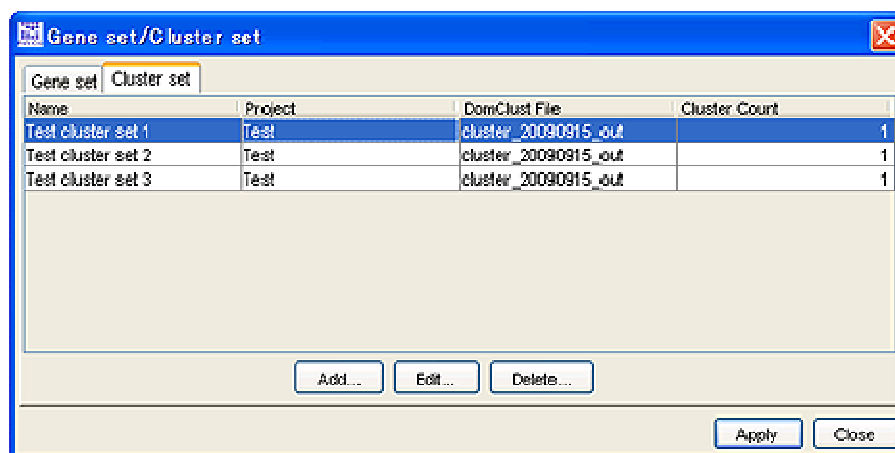 Gene set/Cluster set
Gene set Cluster set
Name Project DomClust File Cluster Count
Test cluster set 1 Test cluster_20090915_out 1
Test cluster set 2 Test cluster_20090915_out 1
Test cluster set 3 Test cluster_20090915_out 1
Add... Edit... Delete...
Apply Close